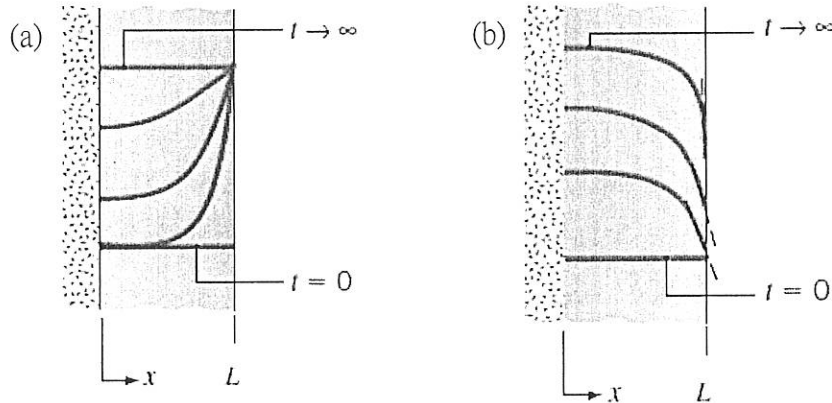 (a)
t → ∞
t = 0
x
L
(b)
t → ∞
t = 0
x
L